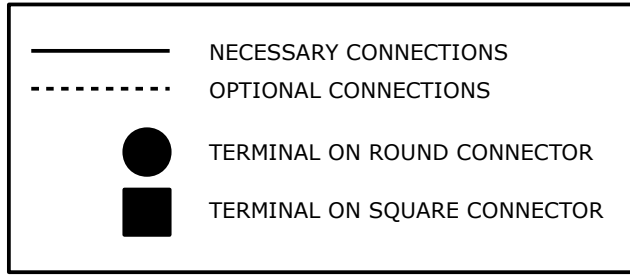 NECESSARY CONNECTIONS
OPTIONAL CONNECTIONS
TERMINAL ON ROUND CONNECTOR
TERMINAL ON SQUARE CONNECTOR